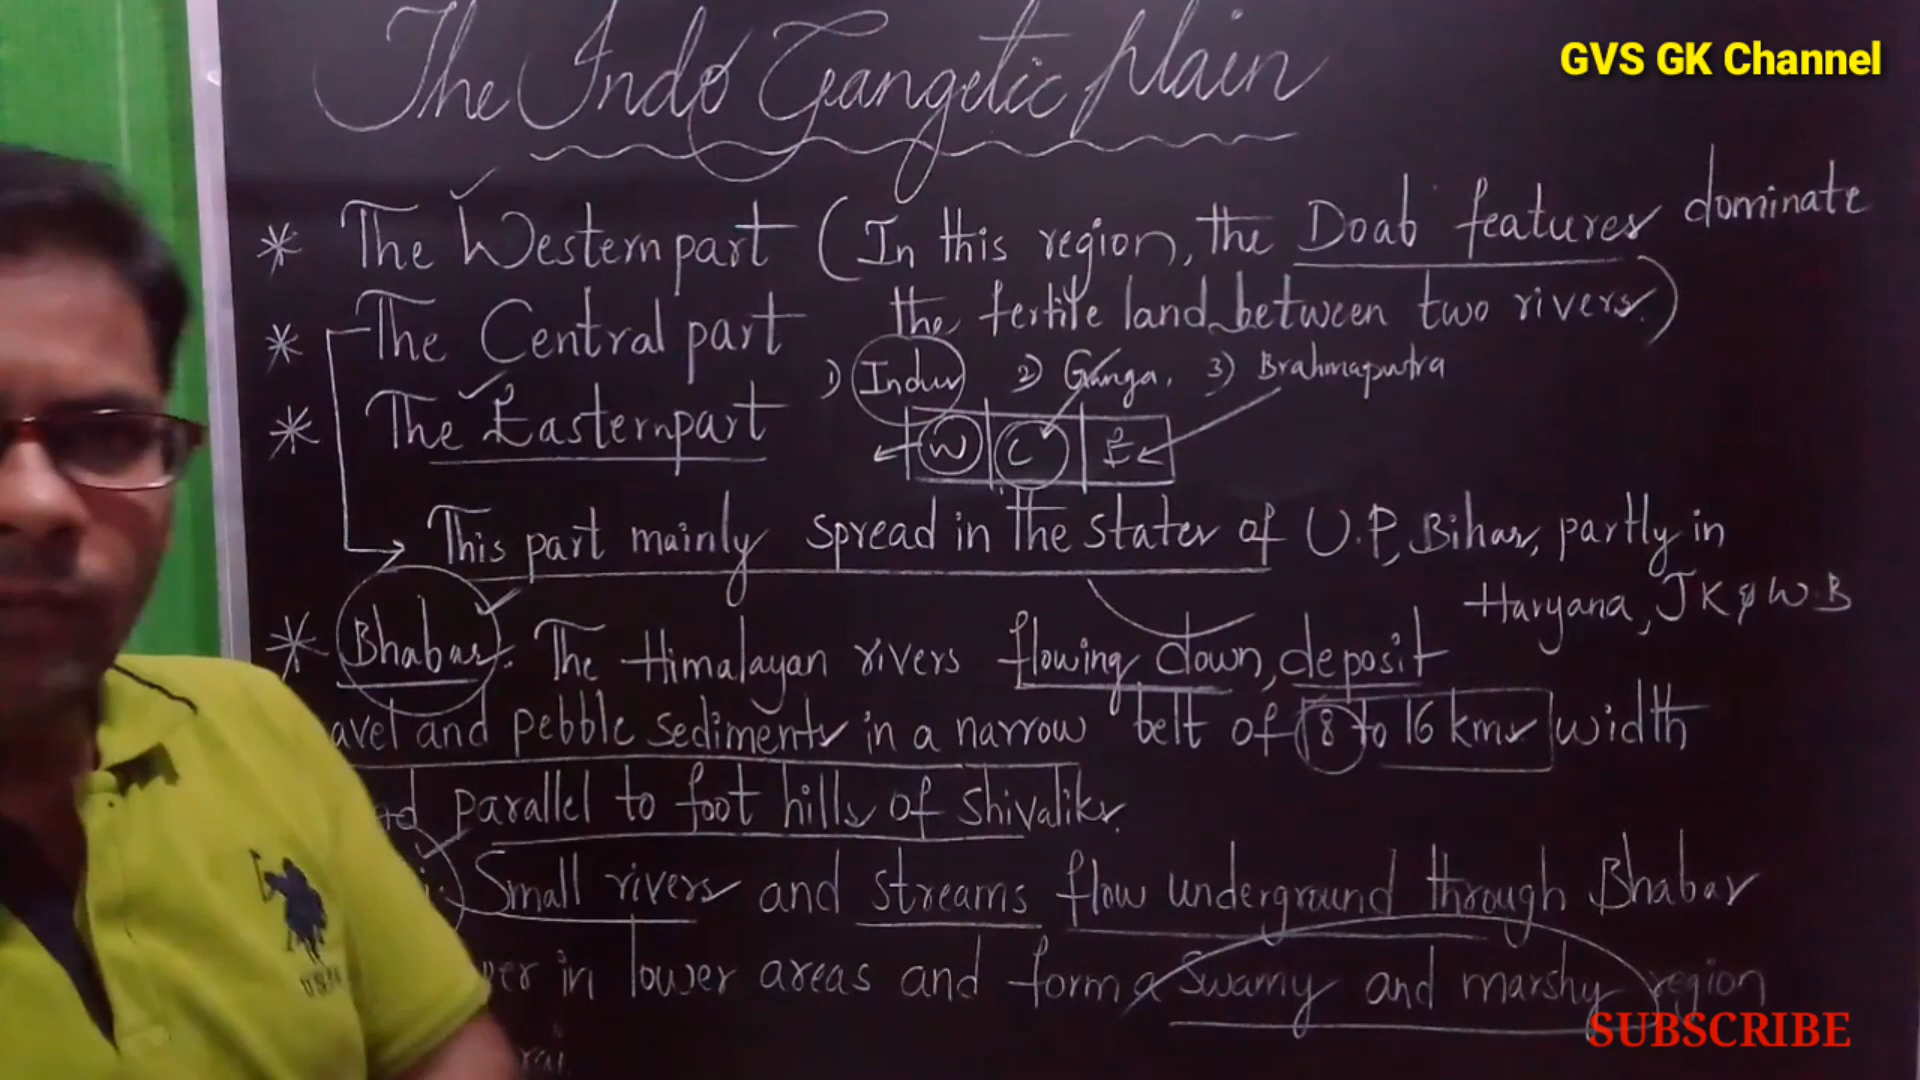 The Indo Gangetic plain
GVS GK Channel
* The Western part (In this region, the Doab features dominate
the fertile land between two rivers.)
* The Central part
1) Indus 2) Ganga, 3) Brahmaputra
* The Eastern part
W C E
This part mainly spread in the states of U.P, Bihar, partly in
Haryana, JK & W.B
* Bhabar: The Himalayan rivers flowing down, deposit
avel and pebble sediments in a narrow belt of 8 to 16 kms width
parallel to foot hills of Shivaliks.
Small rivers and streams flow underground through Bhabar
in lower areas and form a Swamy and marshy region
SUBSCRIBE
U.S.P